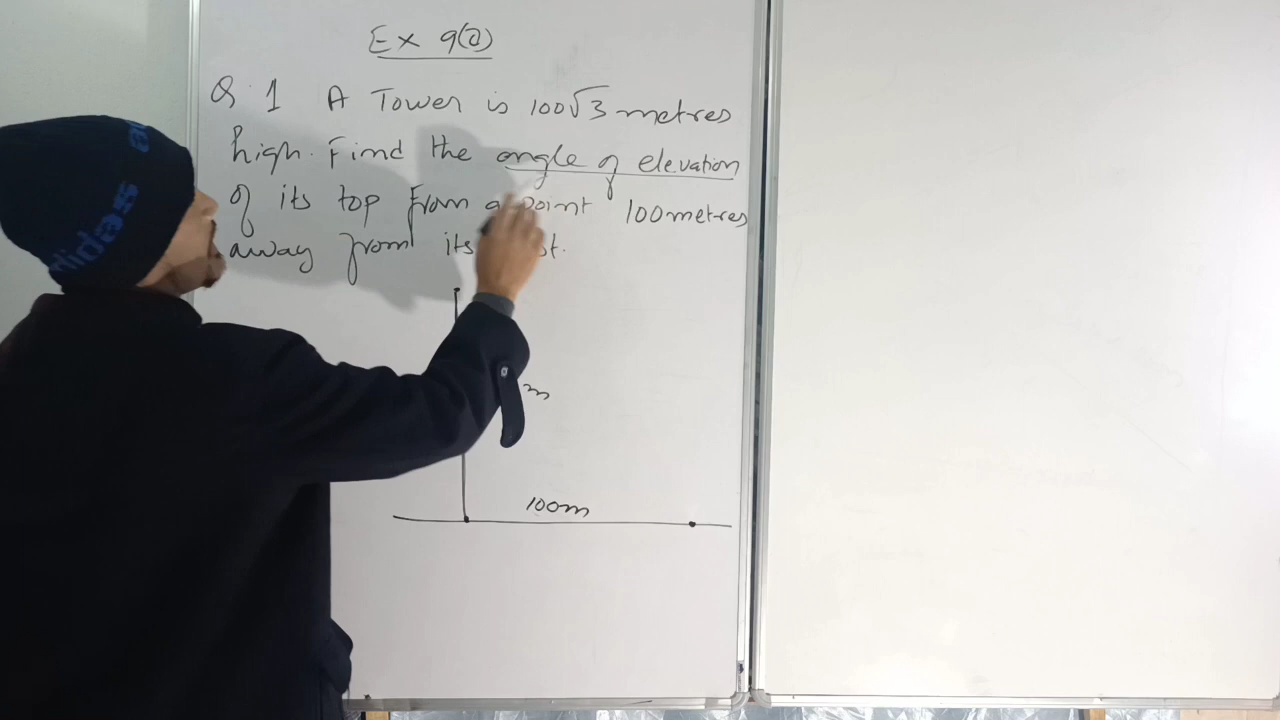 Ex 9(a)
Q.1 A Tower is 100√3 metres
high. Find the angle of elevation
of its top from a point 100metres
away from its
m
100m
adidas